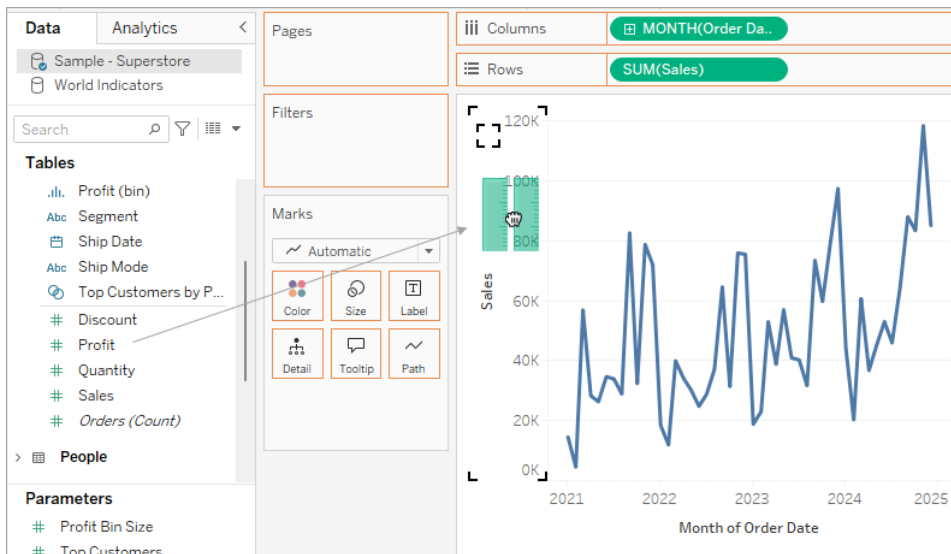 Data
Analytics
Sample - Superstore
World Indicators
Search
Tables
Profit (bin)
Abc Segment
Ship Date
Abc Ship Mode
Top Customers by P...
# Discount
# Profit
# Quantity
# Sales
# Orders (Count)
> People
Parameters
# Profit Bin Size
# Top Customers
Pages
Filters
Marks
Automatic
Color Size Label
Detail Tooltip Path
Columns MONTH(Order Da..
Rows SUM(Sales)
120K
100K
80K
60K
40K
20K
0K
Sales
2021 2022 2023 2024 2025
Month of Order Date